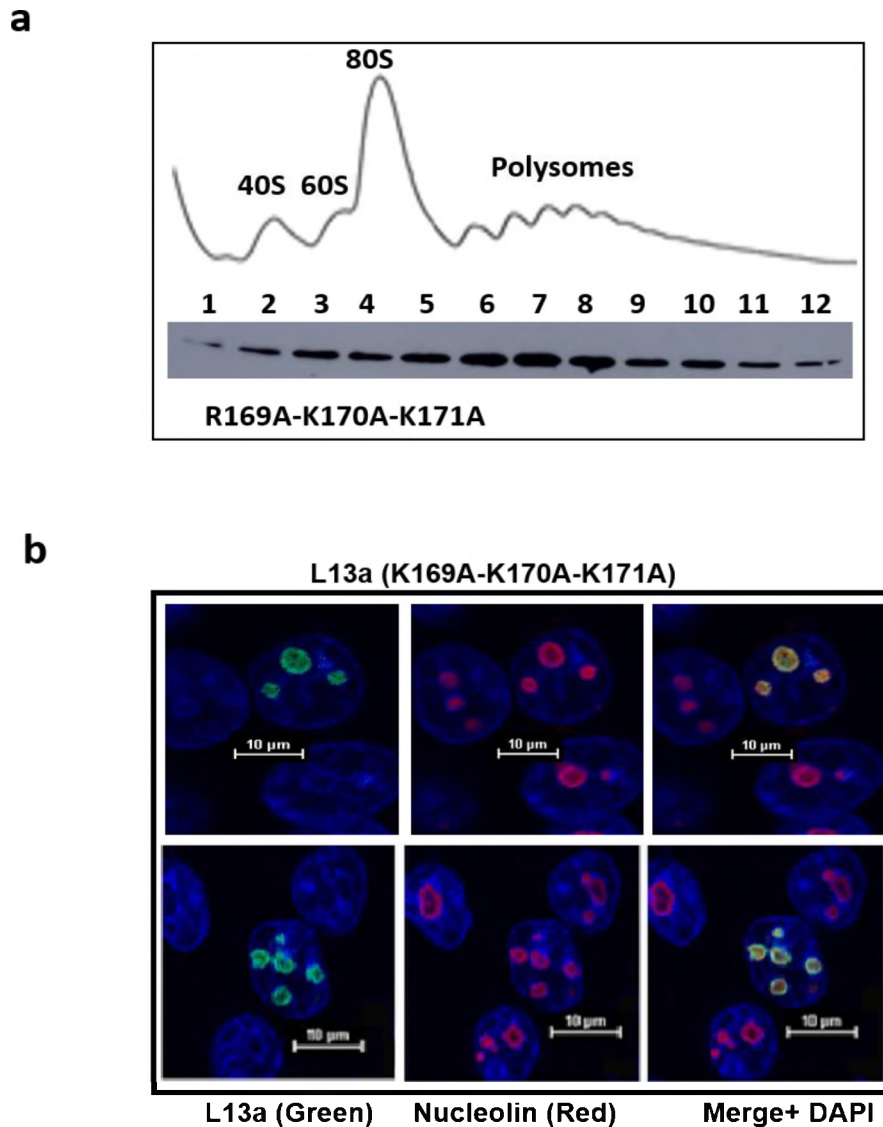 a
80S
40S 60S
Polysomes
1 2 3 4 5 6 7 8 9 10 11 12
R169A-K170A-K171A
b
L13a (K169A-K170A-K171A)
10 µm 10 µm 10 µm
10 µm 10 µm 10 µm
L13a (Green) Nucleolin (Red) Merge+ DAPI